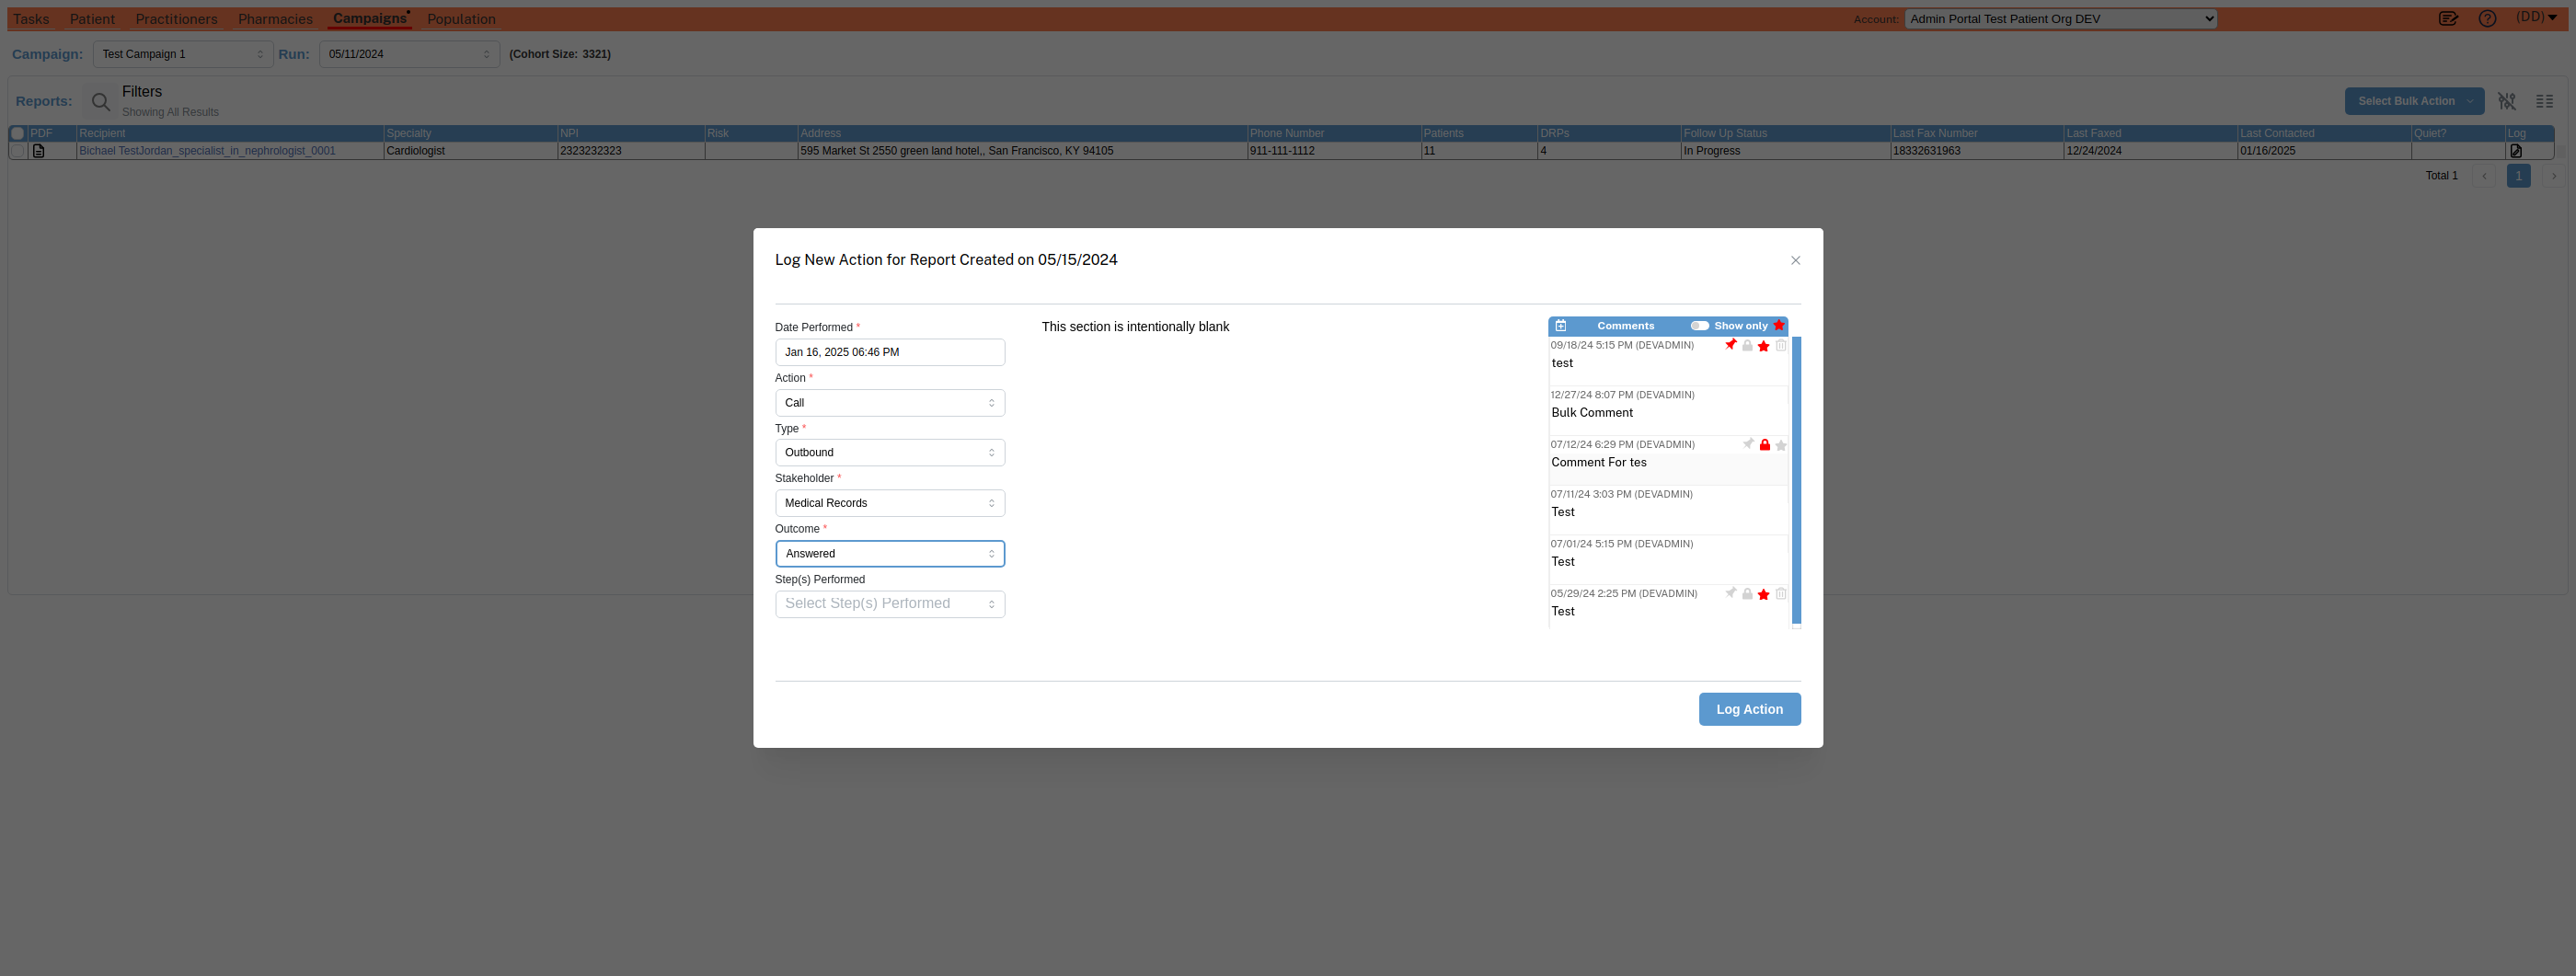 Tasks Patient Practitioners Pharmacies Campaigns Population Account: Admin Portal Test Patient Org DEV (DD)
Campaign: Test Campaign 1 Run: 05/11/2024 (Cohort Size: 3321)
Reports: Filters
Showing All Results
Select Bulk Action
PDF Recipient Specialty NPI Risk Address Phone Number Patients DRPs Follow Up Status Last Fax Number Last Faxed Last Contacted Quiet? Log
Bichael TestJordan_specialist_in_nephrologist_0001 Cardiologist 2323232323 595 Market St 2550 green land hotel,, San Francisco, KY 94105 911-111-1112 11 4 In Progress 18332631963 12/24/2024 01/16/2025
Total 1 1
Log New Action for Report Created on 05/15/2024
Date Performed *
Jan 16, 2025 06:46 PM
Action *
Call
Type *
Outbound
Stakeholder *
Medical Records
Outcome *
Answered
Step(s) Performed
Select Step(s) Performed
This section is intentionally blank
Comments Show only
09/18/24 5:15 PM (DEVADMIN)
test
12/27/24 8:07 PM (DEVADMIN)
Bulk Comment
07/12/24 6:29 PM (DEVADMIN)
Comment For tes
07/11/24 3:03 PM (DEVADMIN)
Test
07/01/24 5:15 PM (DEVADMIN)
Test
05/29/24 2:25 PM (DEVADMIN)
Test
Log Action